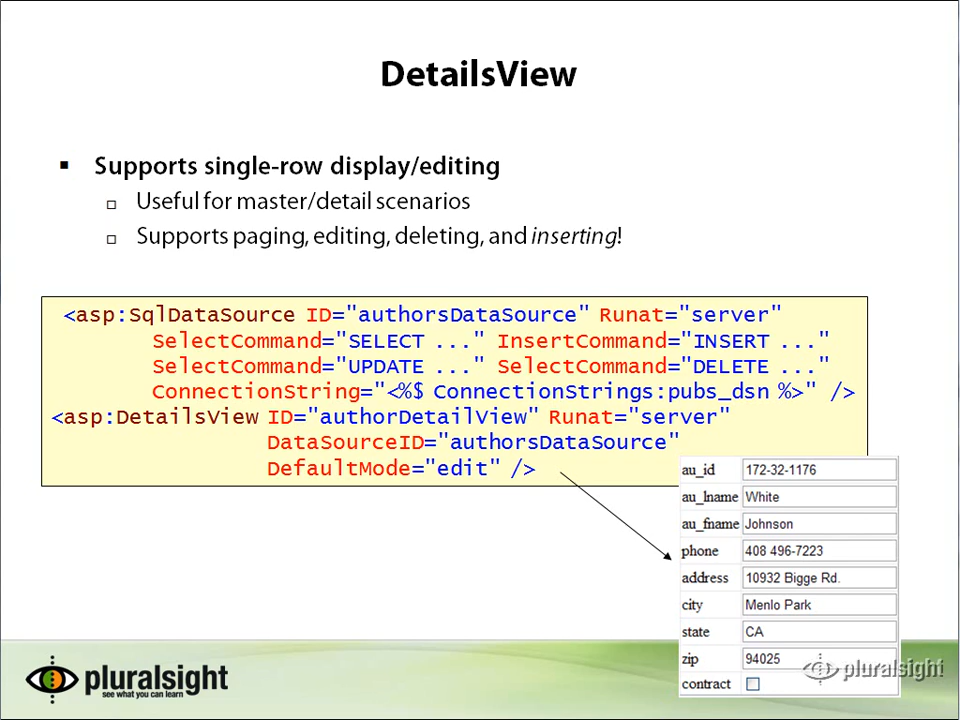 DetailsView
Supports single-row display/editing
Useful for master/detail scenarios
Supports paging, editing, deleting, and inserting!
<asp:SqlDataSource ID="authorsDataSource" Runat="server"
SelectCommand="SELECT ..." InsertCommand="INSERT ..."
SelectCommand="UPDATE ..." SelectCommand="DELETE ..."
ConnectionString="<%$ ConnectionStrings:pubs_dsn %>" />
<asp:DetailsView ID="authorDetailView" Runat="server"
DataSourceID="authorsDataSource"
DefaultMode="edit" />
au_id 172-32-1176
au_lname White
au_fname Johnson
phone 408 496-7223
address 10932 Bigge Rd.
city Menlo Park
state CA
zip 94025
contract
pluralsight
see what you can learn
pluralsight